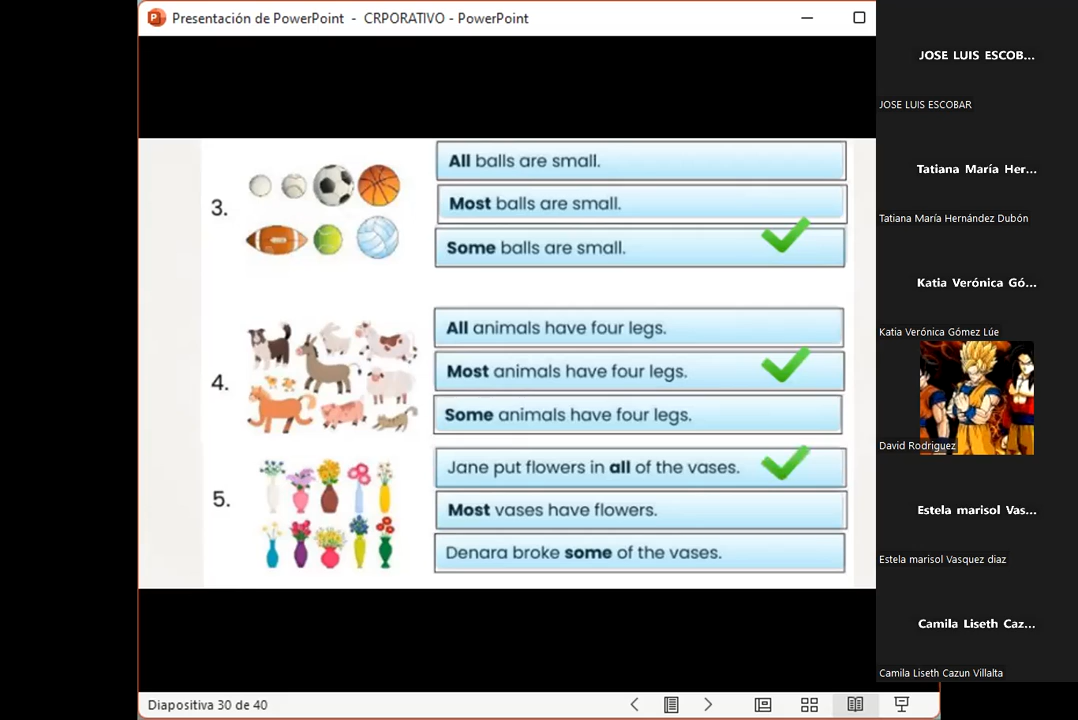 Presentación de PowerPoint - CRPORATIVO - PowerPoint
3.
All balls are small.
Most balls are small.
Some balls are small.
4.
All animals have four legs.
Most animals have four legs.
Some animals have four legs.
5.
Jane put flowers in all of the vases.
Most vases have flowers.
Denara broke some of the vases.
Diapositiva 30 de 40
JOSE LUIS ESCOB...
JOSE LUIS ESCOBAR
Tatiana María Her...
Tatiana María Hernández Dubón
Katia Verónica Gó...
Katia Verónica Gómez Lúe
David Rodriguez
Estela marisol Vas...
Estela marisol Vasquez diaz
Camila Liseth Caz...
Camila Liseth Cazun Villalta